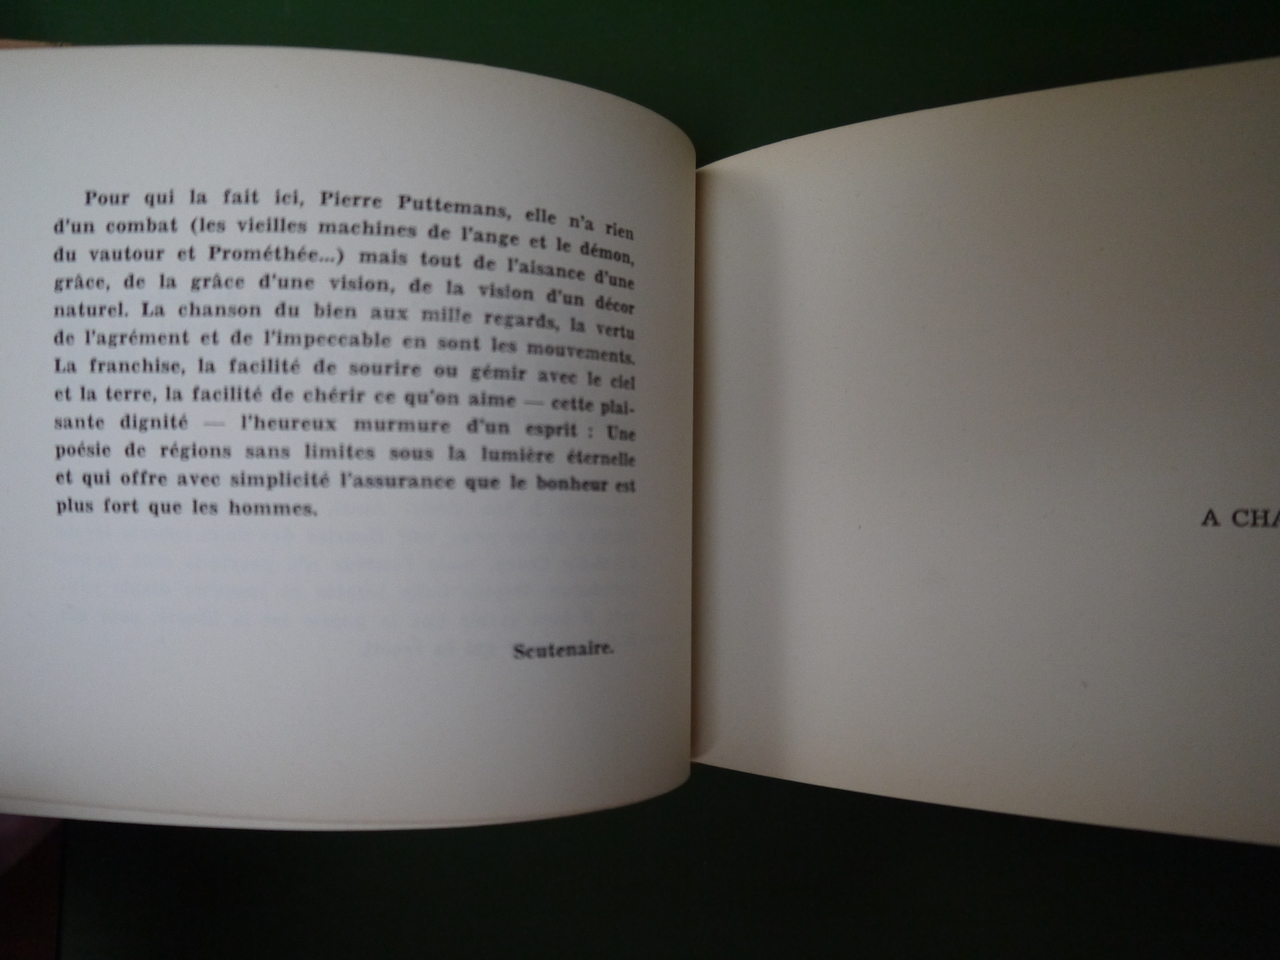 Pour qui la fait ici, Pierre Puttemans, elle n'a rien
d'un combat (les vieilles machines de l'ange et le démon,
du vautour et Prométhée...) mais tout de l'aisance d'une
grâce, de la grâce d'une vision, de la vision d'un décor
naturel. La chanson du bien aux mille regards, la vertu
de l'agrément et de l'impeccable en sont les mouvements.
La franchise, la facilité de sourire ou gémir avec le ciel
et la terre, la facilité de chérir ce qu'on aime — cette plai-
sante dignité — l'heureux murmure d'un esprit : Une
poésie de régions sans limites sous la lumière éternelle
et qui offre avec simplicité l'assurance que le bonheur est
plus fort que les hommes.
Scutenaire.
A CHA